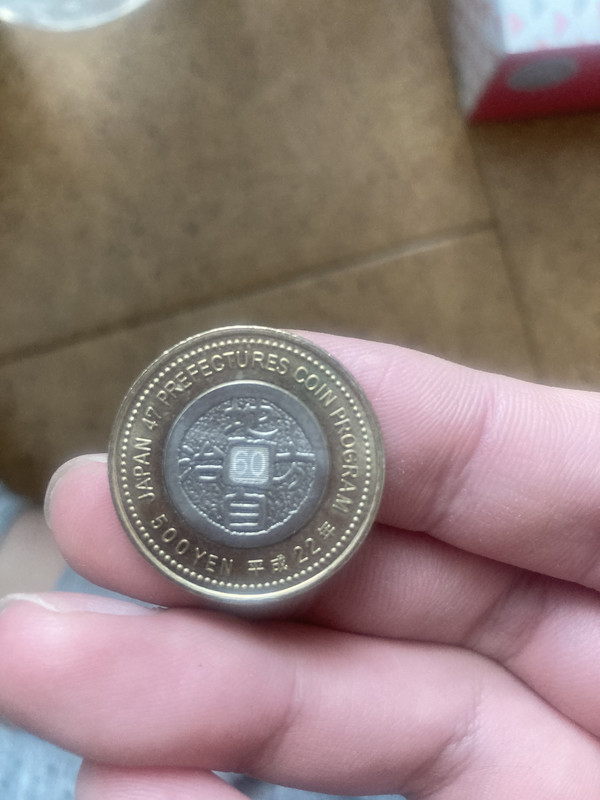 JAPAN 47 PREFECTURES COIN PROGRAM
地
治 60 方
自
500 YEN 平成22年